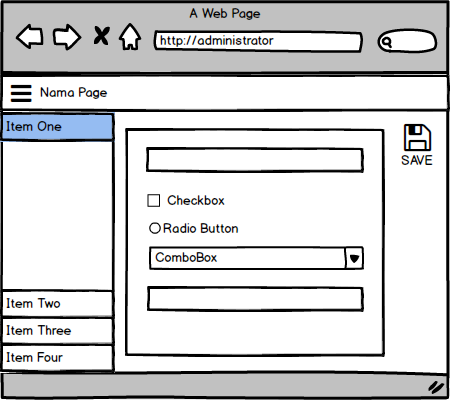 A Web Page
http://administrator
Nama Page
Item One
SAVE
Checkbox
Radio Button
ComboBox
Item Two
Item Three
Item Four